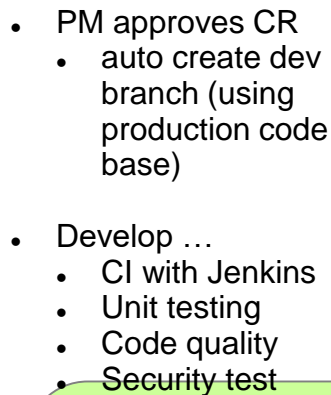 • PM approves CR
• auto create dev
branch (using
production code
base)
• Develop …
• CI with Jenkins
• Unit testing
• Code quality
• Security test